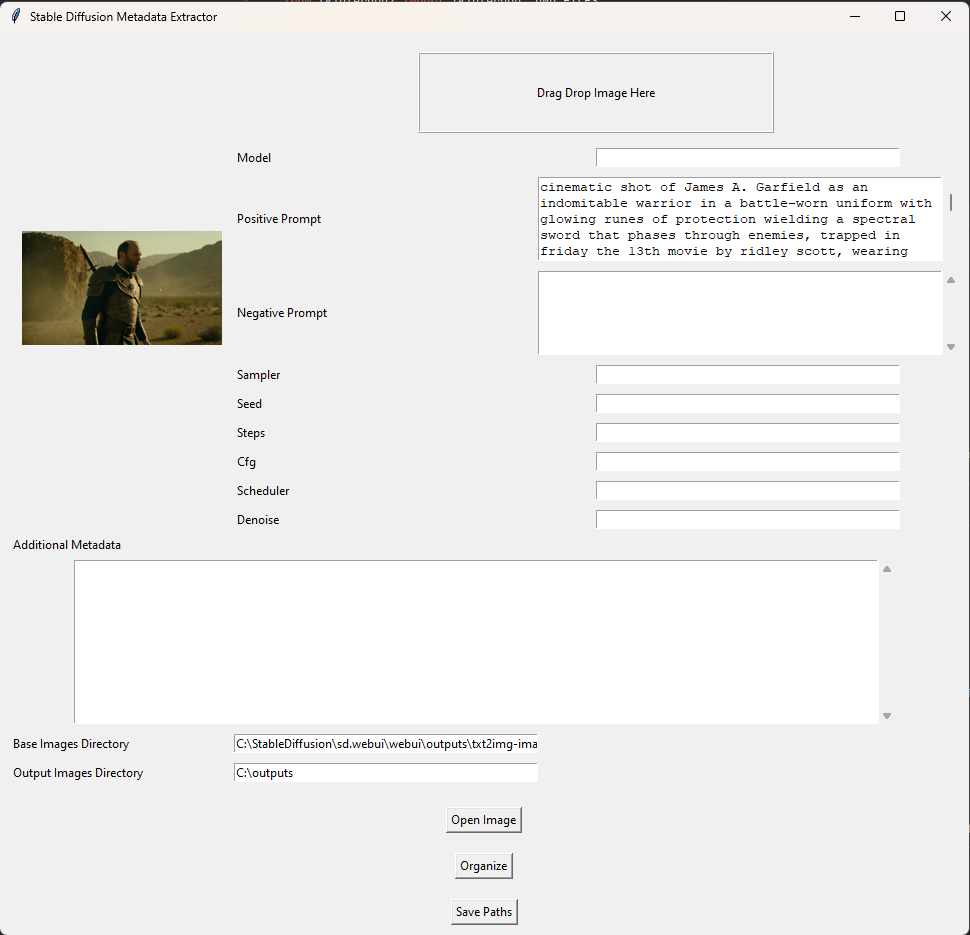 Stable Diffusion Metadata Extractor
Drag Drop Image Here
Model
Positive Prompt
cinematic shot of James A. Garfield as an
indomitable warrior in a battle-worn uniform with
glowing runes of protection wielding a spectral
sword that phases through enemies, trapped in
friday the 13th movie by ridley scott, wearing
Negative Prompt
Sampler
Seed
Steps
Cfg
Scheduler
Denoise
Additional Metadata
Base Images Directory
C:\StableDiffusion\sd.webui\webui\outputs\txt2img-ima
Output Images Directory
C:\outputs
Open Image
Organize
Save Paths